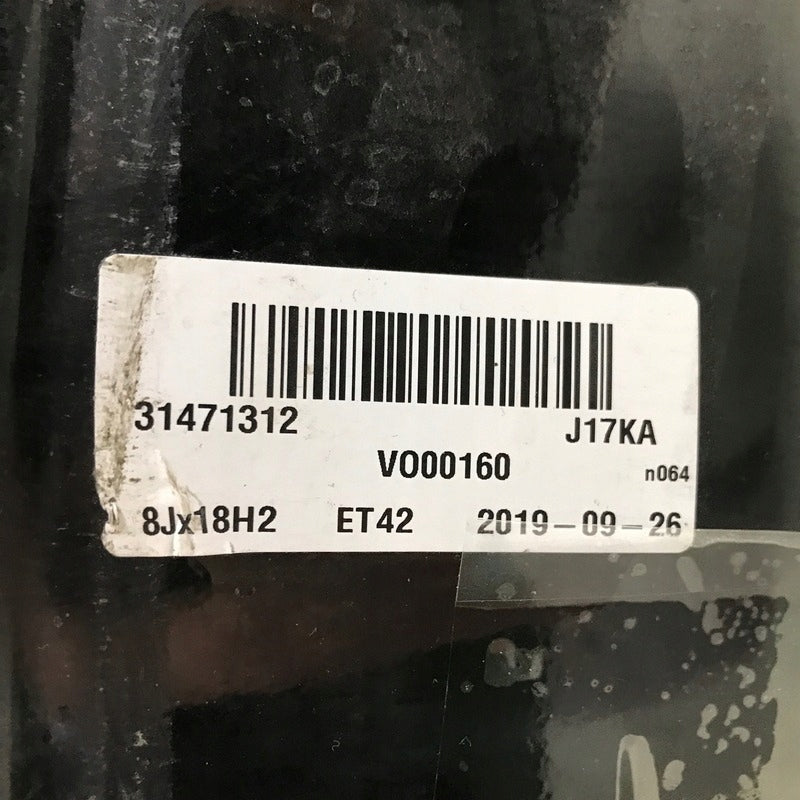 31471312 J17KA
VO00160
n064
8Jx18H2 ET42 2019-09-26